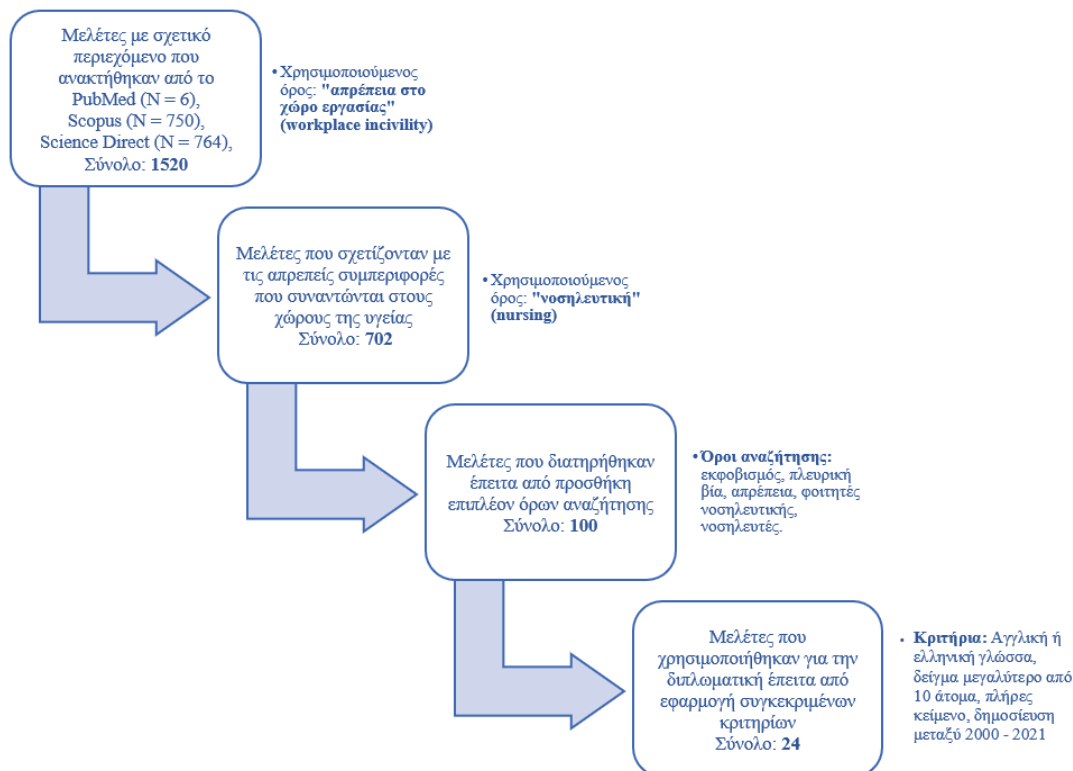 Μελέτες με σχετικό
περιεχόμενο που
ανακτήθηκαν από το
PubMed (N = 6),
Scopus (N = 750),
Science Direct (N = 764),
Σύνολο: 1520
• Χρησιμοποιούμενος
όρος: "απρέπεια στο
χώρο εργασίας"
(workplace incivility)
Μελέτες που σχετίζονταν με
τις απρεπείς συμπεριφορές
που συναντώνται στους
χώρους της υγείας
Σύνολο: 702
• Χρησιμοποιούμενος
όρος: "νοσηλευτική"
(nursing)
Μελέτες που διατηρήθηκαν
έπειτα από προσθήκη
επιπλέον όρων αναζήτησης
Σύνολο: 100
• Όροι αναζήτησης:
εκφοβισμός, πλευρική
βία, απρέπεια, φοιτητές
νοσηλευτικής,
νοσηλευτές.
Μελέτες που
χρησιμοποιήθηκαν για την
διπλωματική έπειτα από
εφαρμογή συγκεκριμένων
κριτηρίων
Σύνολο: 24
• Κριτήρια: Αγγλική ή
ελληνική γλώσσα,
δείγμα μεγαλύτερο από
10 άτομα, πλήρες
κείμενο, δημοσίευση
μεταξύ 2000 - 2021